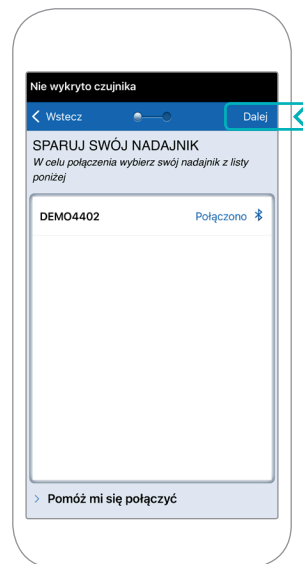 Nie wykryto czujnika
Wstecz
Dalej
SPARUJ SWÓJ NADAJNIK
W celu połączenia wybierz swój nadajnik z listy
poniżej
DEMO4402 Połączono
Pomóż mi się połączyć